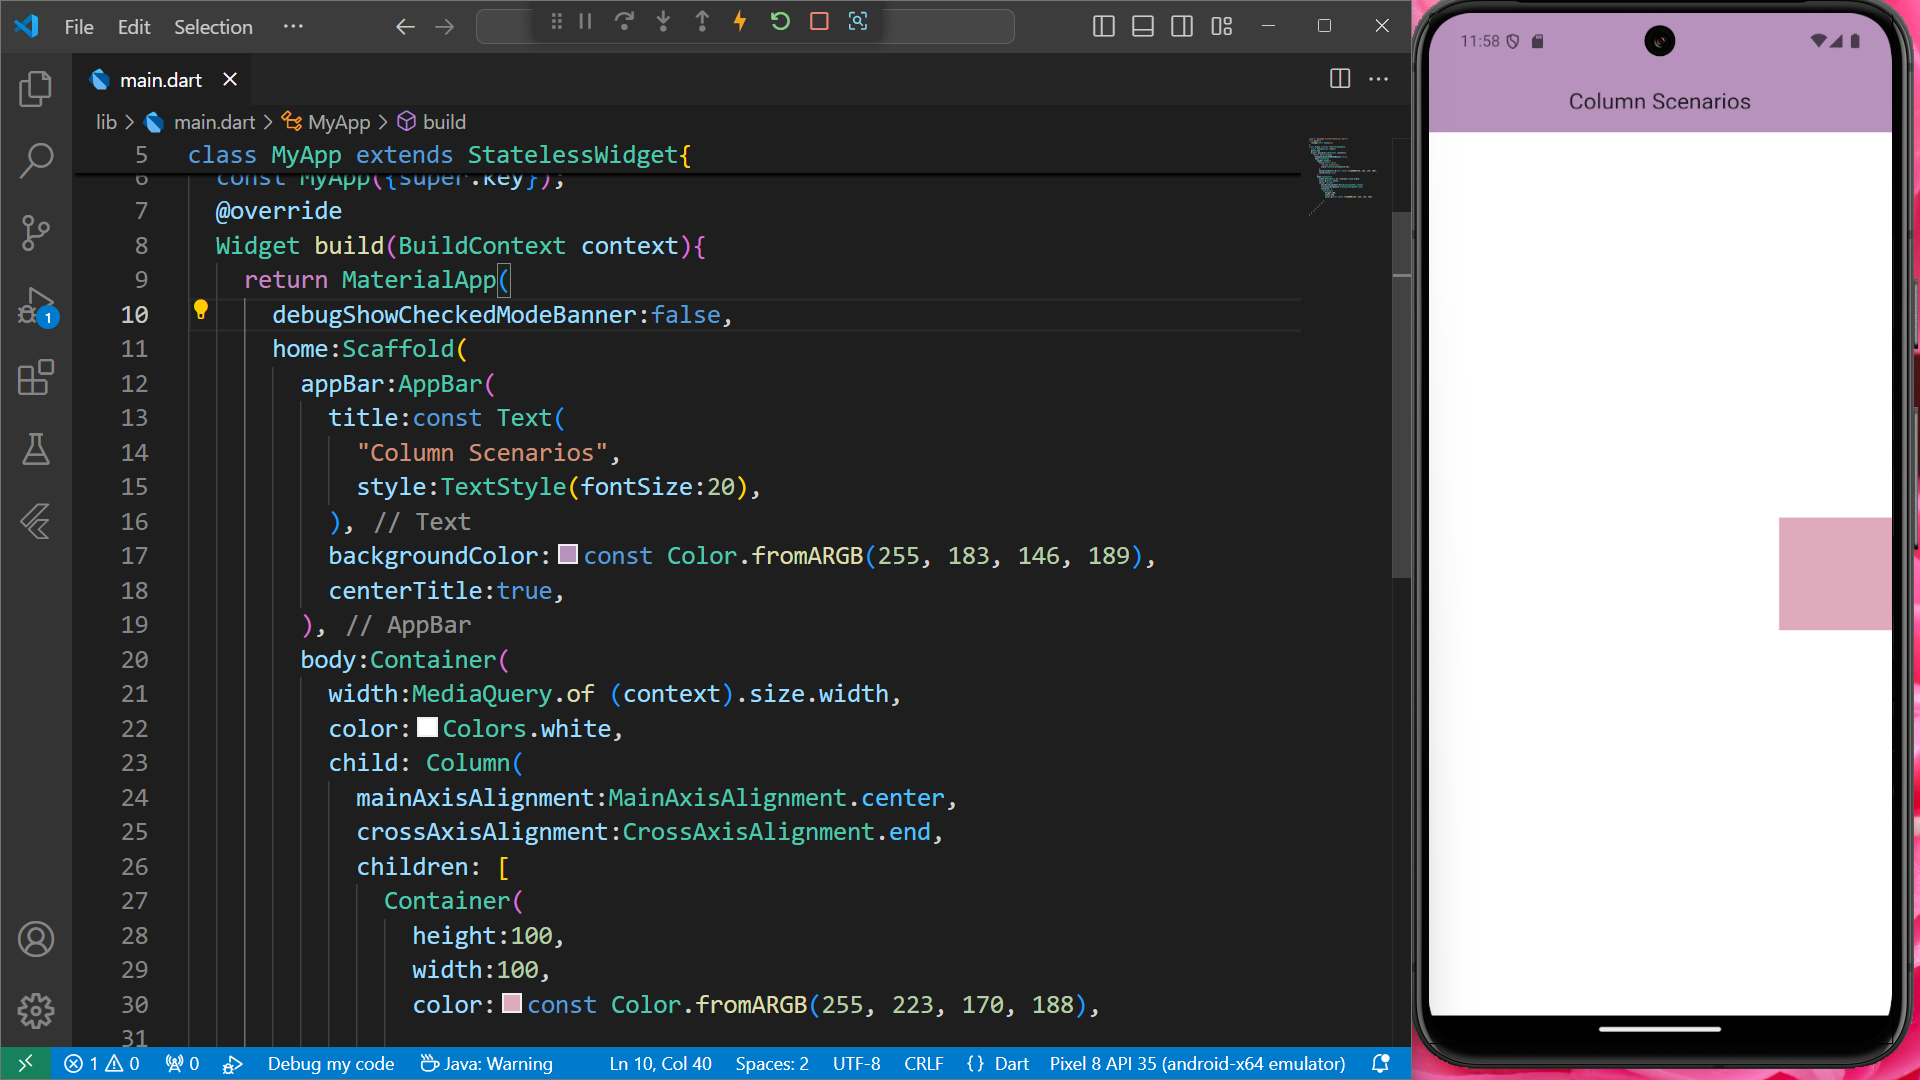 File Edit Selection ···
main.dart
lib > main.dart > MyApp > build
5 class MyApp extends StatelessWidget{
6 const MyApp({super.key});
7 @override
8 Widget build(BuildContext context){
9 return MaterialApp(
10 debugShowCheckedModeBanner:false,
11 home:Scaffold(
12 appBar:AppBar(
13 title:const Text(
14 "Column Scenarios",
15 style:TextStyle(fontSize:20),
16 ), // Text
17 backgroundColor:const Color.fromARGB(255, 183, 146, 189),
18 centerTitle:true,
19 ), // AppBar
20 body:Container(
21 width:MediaQuery.of (context).size.width,
22 color:Colors.white,
23 child: Column(
24 mainAxisAlignment:MainAxisAlignment.center,
25 crossAxisAlignment:CrossAxisAlignment.end,
26 children: [
27 Container(
28 height:100,
29 width:100,
30 color:const Color.fromARGB(255, 223, 170, 188),
31
1
1 0 0 Debug my code Java: Warning Ln 10, Col 40 Spaces: 2 UTF-8 CRLF {} Dart Pixel 8 API 35 (android-x64 emulator)
11:58
Column Scenarios